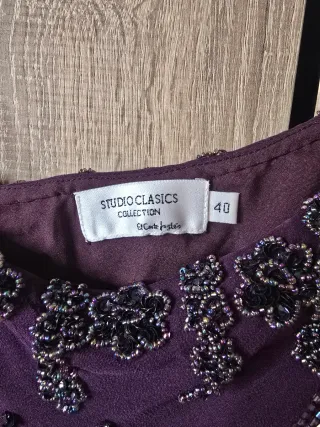 STUDIO CLASICS
COLLECTION
El Corte Inglés
40